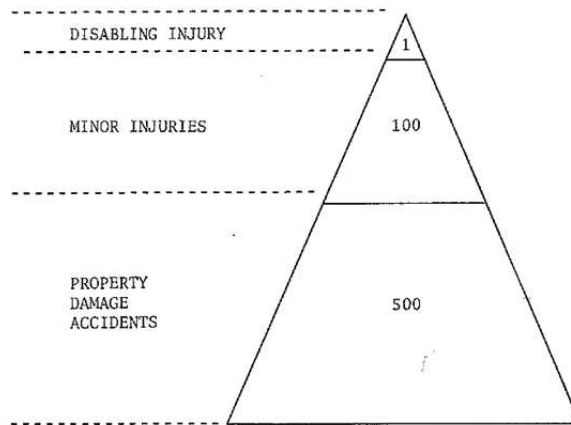 DISABLING INJURY
1
MINOR INJURIES
100
PROPERTY
DAMAGE
ACCIDENTS
500